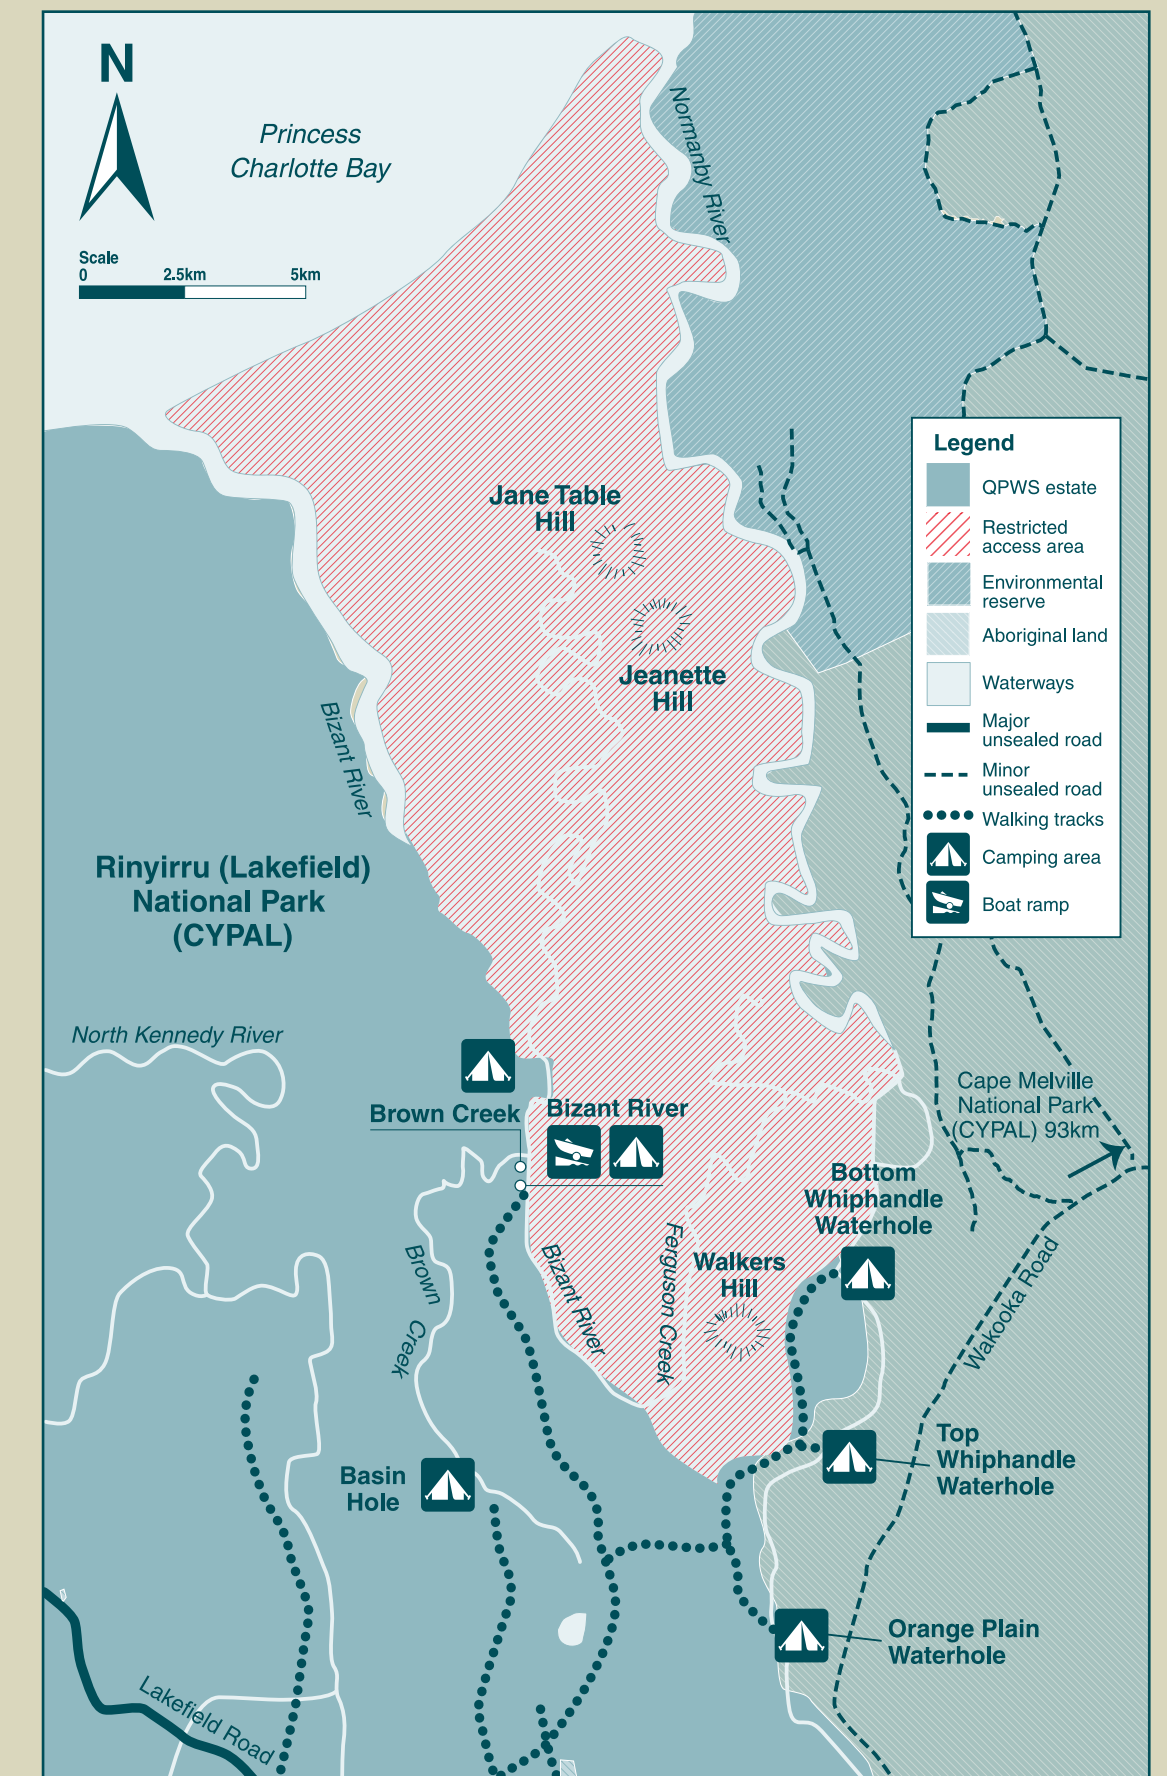 N
Princess
Charlotte Bay
Scale
0 2.5km 5km
Normanby River
Jane Table
Hill
Jeanette
Hill
Bizant River
Legend
QPWS estate
Restricted
access area
Environmental
reserve
Aboriginal land
Waterways
Major
unsealed road
Minor
unsealed road
Walking tracks
Camping area
Boat ramp
Rinyirru (Lakefield)
National Park
(CYPAL)
North Kennedy River
Brown Creek
Bizant River
Cape Melville
National Park
(CYPAL) 93km
Bottom
Whiphandle
Waterhole
Brown Creek
Bizant River
Ferguson Creek
Walkers
Hill
Wakooka Road
Top
Whiphandle
Waterhole
Basin
Hole
Orange Plain
Waterhole
Lakefield Road